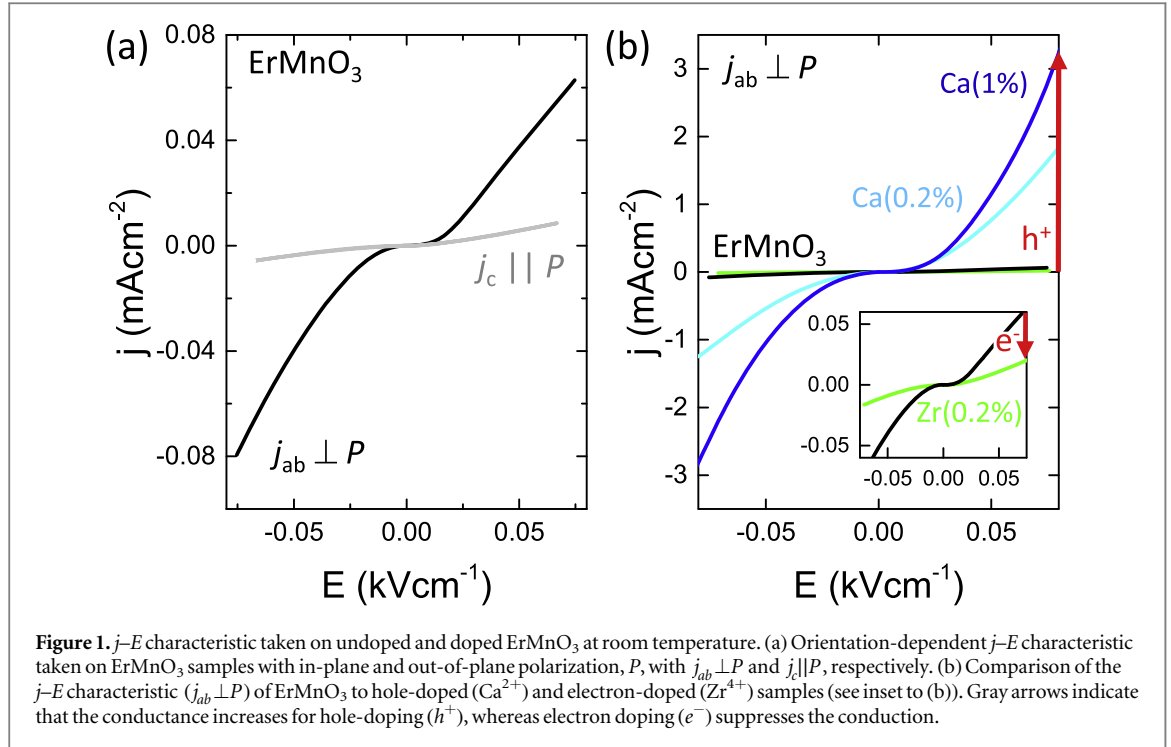 (a)
ErMnO3
0.08
0.04
0.00
-0.04
-0.08
j (mAcm-2)
jc || P
jab ⊥ P
-0.05 0.00 0.05
E (kVcm-1)
(b)
jab ⊥ P
3
2
1
0
-1
-2
-3
j (mAcm-2)
Ca(1%)
Ca(0.2%)
ErMnO3
h+
0.05
0.00
-0.05
e-
Zr(0.2%)
-0.05 0.00 0.05
-0.05 0.00 0.05
E (kVcm-1)
Figure 1. j–E characteristic taken on undoped and doped ErMnO3 at room temperature. (a) Orientation-dependent j–E characteristic
taken on ErMnO3 samples with in-plane and out-of-plane polarization, P, with jab⊥P and jc||P, respectively. (b) Comparison of the
j–E characteristic (jab⊥P) of ErMnO3 to hole-doped (Ca2+) and electron-doped (Zr4+) samples (see inset to (b)). Gray arrows indicate
that the conductance increases for hole-doping (h+), whereas electron doping (e−) suppresses the conduction.